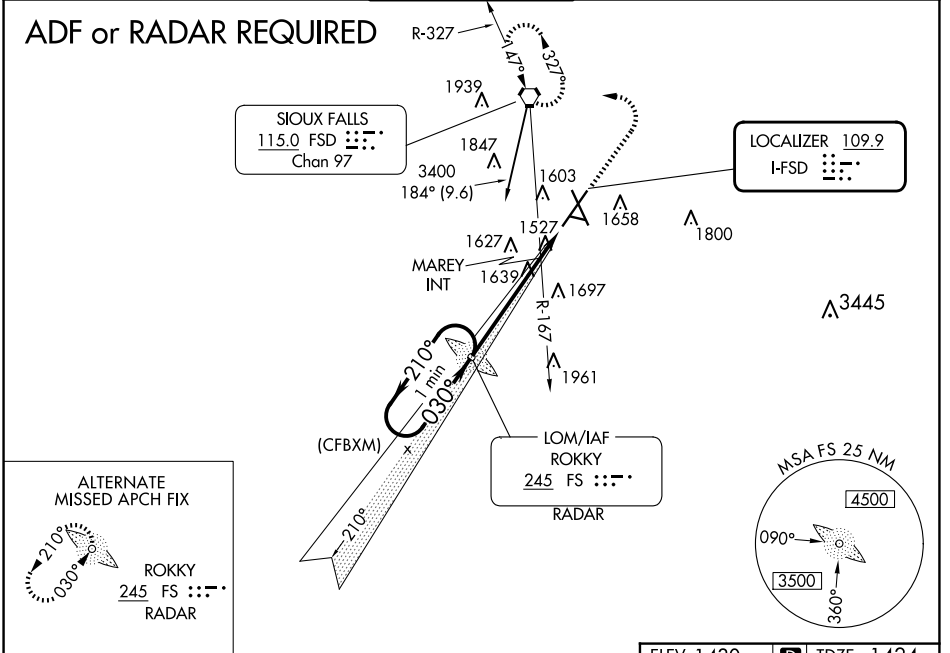 ADF or RADAR REQUIRED
R-327
147°
327°
1939
SIOUX FALLS
115.0 FSD
Chan 97
1847
3400
184° (9.6)
1603
LOCALIZER 109.9
I-FSD
1658
1800
1527
1627
MAREY
INT
1639
1697
R-167
3445
210°
1 min
030°
1961
(CFBXM)
x
LOM/IAF
ROKKY
245 FS
RADAR
210°
ALTERNATE
MISSED APCH FIX
210°
030°
ROKKY
245 FS
RADAR
MSA FS 25 NM
4500
090°
3500
360°